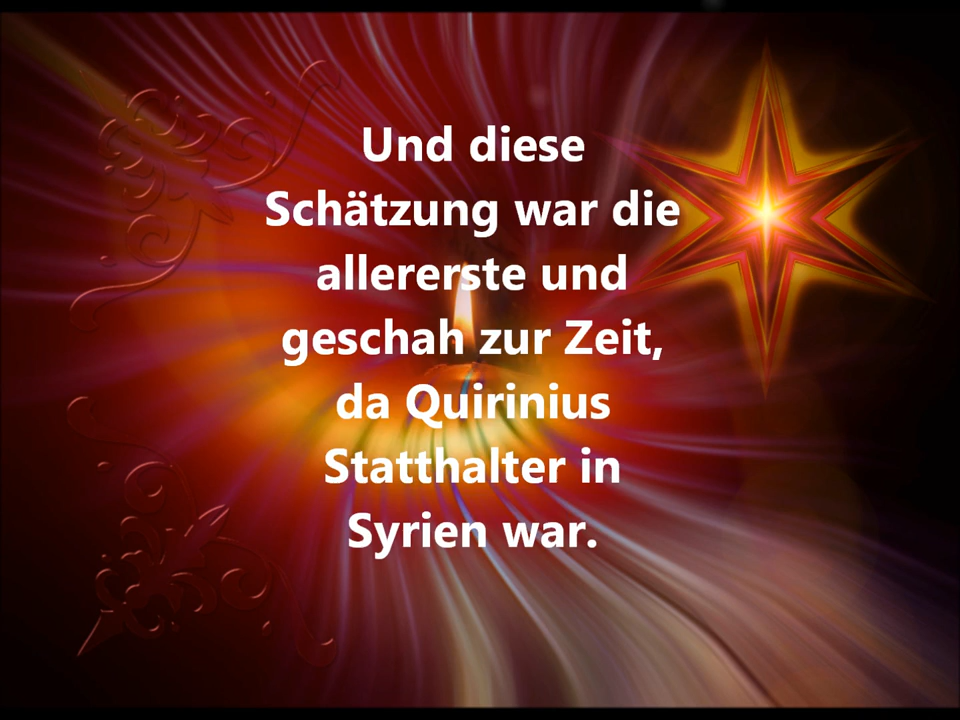 Und diese
Schätzung war die
allererste und
geschah zur Zeit,
da Quirinius
Statthalter in
Syrien war.